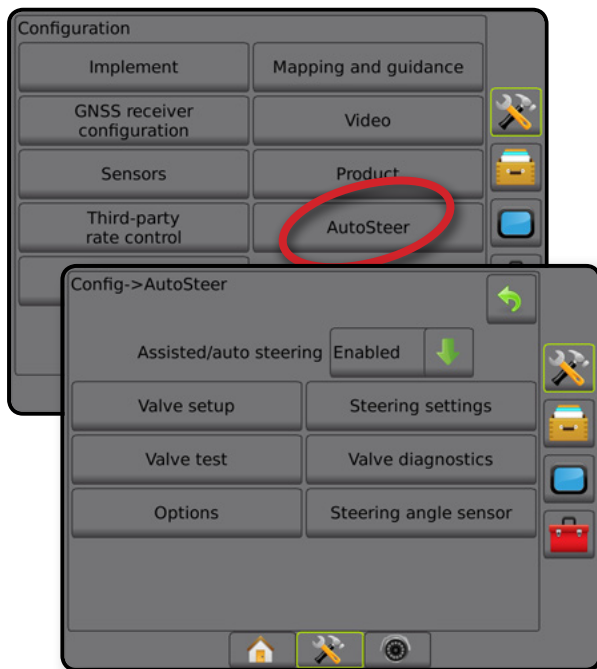 Configuration
Implement
Mapping and guidance
GNSS receiver
configuration
Video
Sensors
Product
Third-party
rate control
AutoSteer
Config->AutoSteer
Assisted/auto steering
Enabled
Valve setup
Steering settings
Valve test
Valve diagnostics
Options
Steering angle sensor